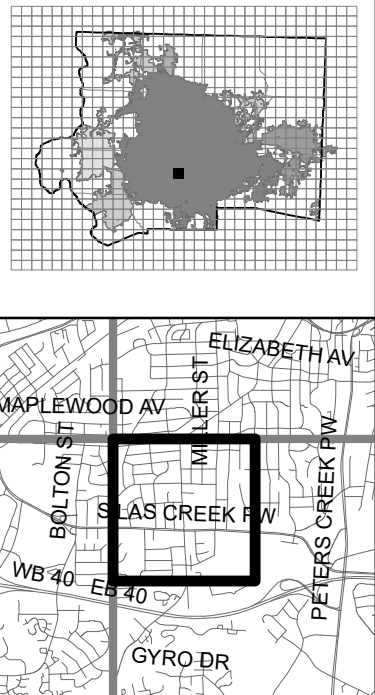 ELIZABETH AV
MAPLEWOOD AV
MILLER ST
BOLTON ST
SILAS CREEK PW
PETERS CREEK PW
WB 40
EB 40
GYRO DR